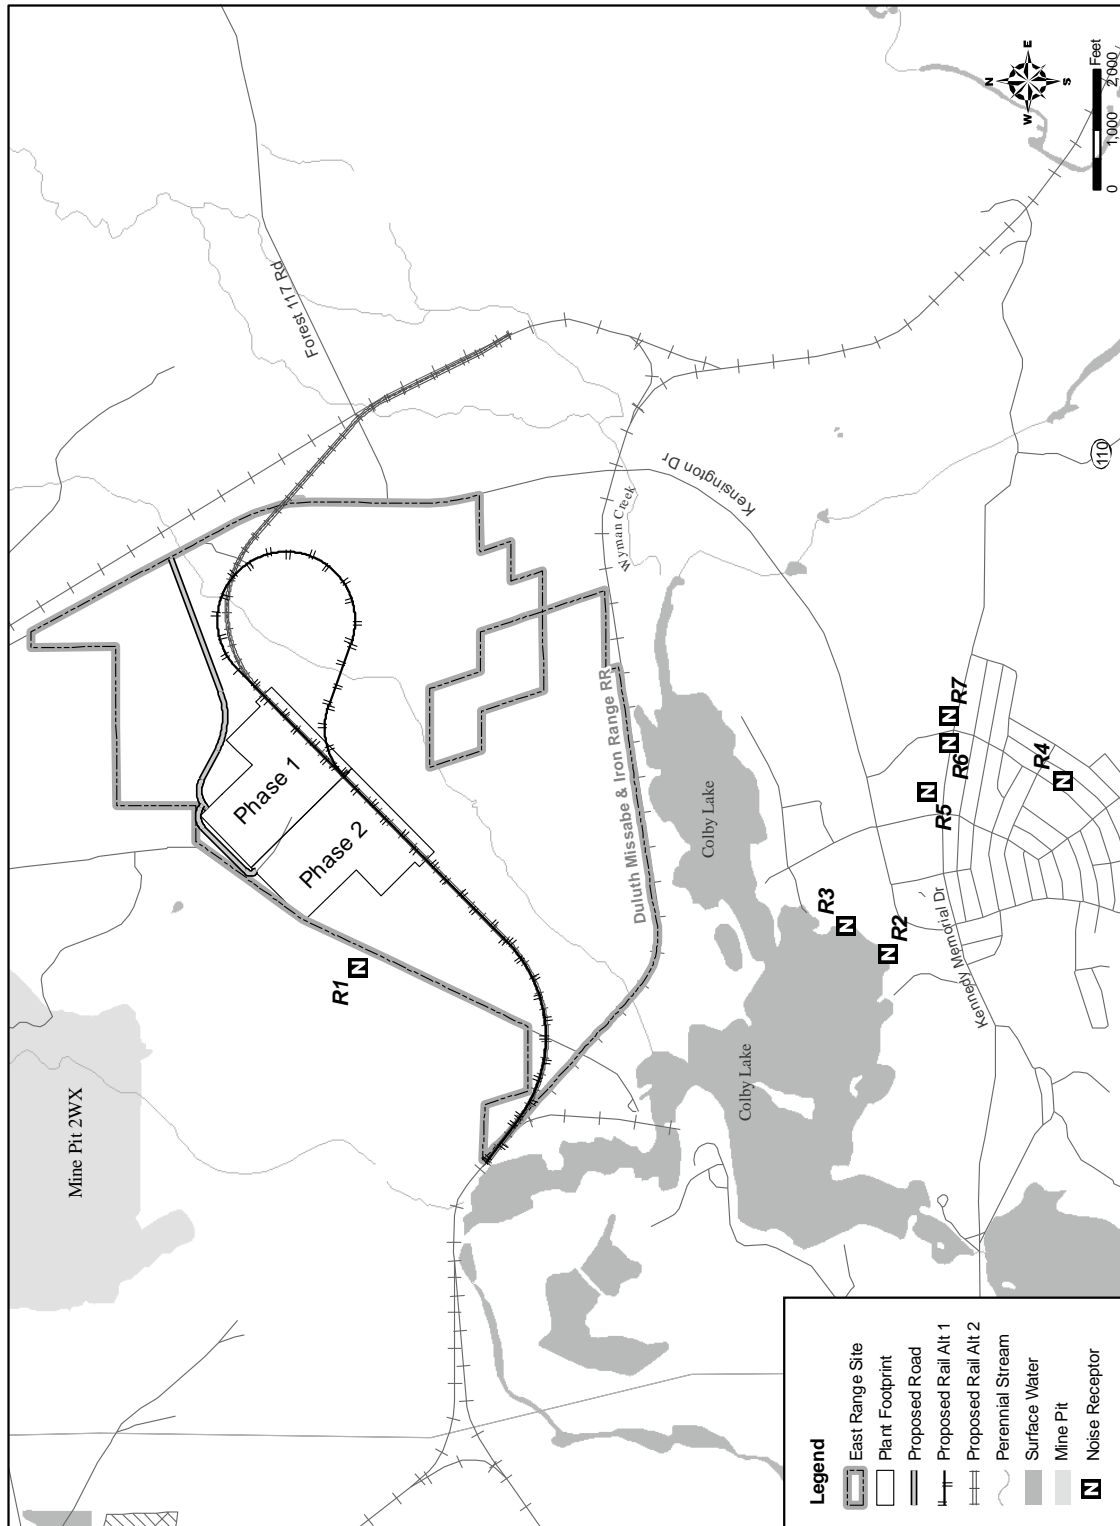 Mine Pit 2WX
Forest 117 Rd
Phase 1
Phase 2
R1
N
Kensington Dr
Wyman Creek
Duluth Missabe & Iron Range RR
Colby Lake
Colby Lake
R3
N
R2
N
R5
N
R6
N
R7
N
R4
N
Kennedy Memorial Dr
110
N
E
S
W
Feet
0 1,000 2,000
Legend
East Range Site
Plant Footprint
Proposed Road
Proposed Rail Alt 1
Proposed Rail Alt 2
Perennial Stream
Surface Water
Mine Pit
N Noise Receptor